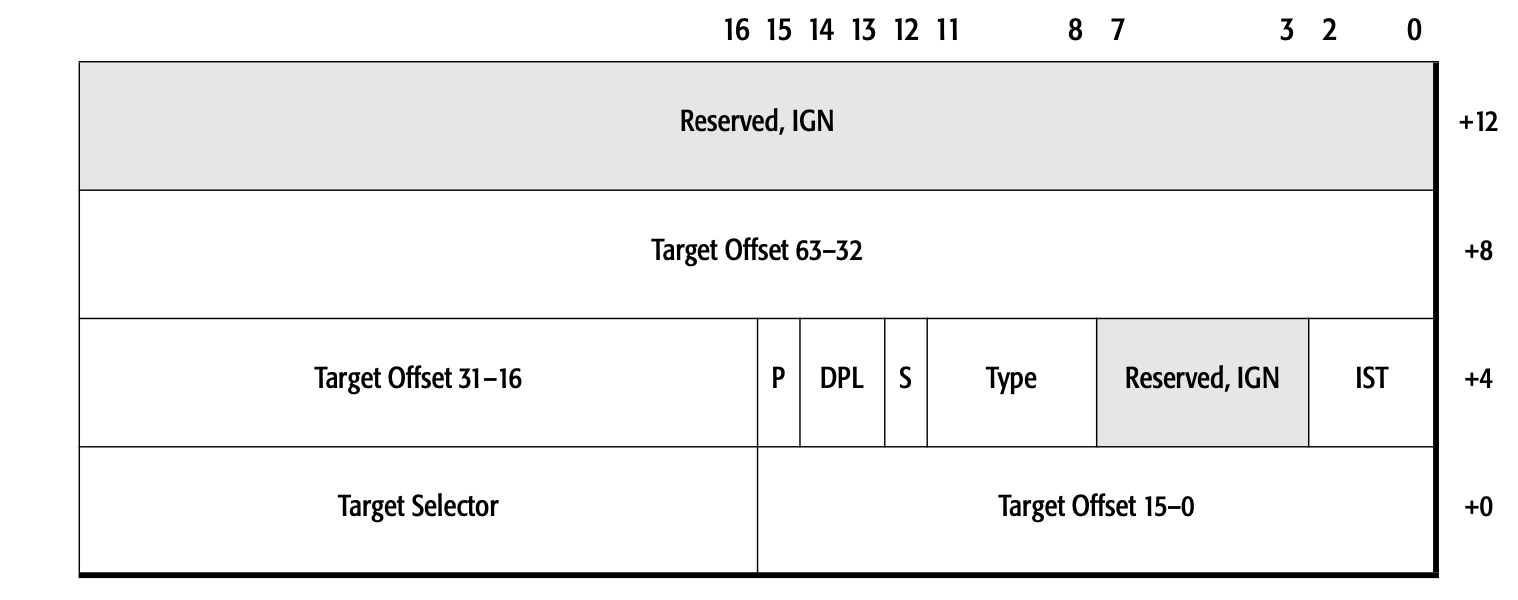 16 15 14 13 12 11 8 7 3 2 0
Reserved, IGN +12
Target Offset 63–32 +8
Target Offset 31–16 P DPL S Type Reserved, IGN IST +4
Target Selector Target Offset 15–0 +0